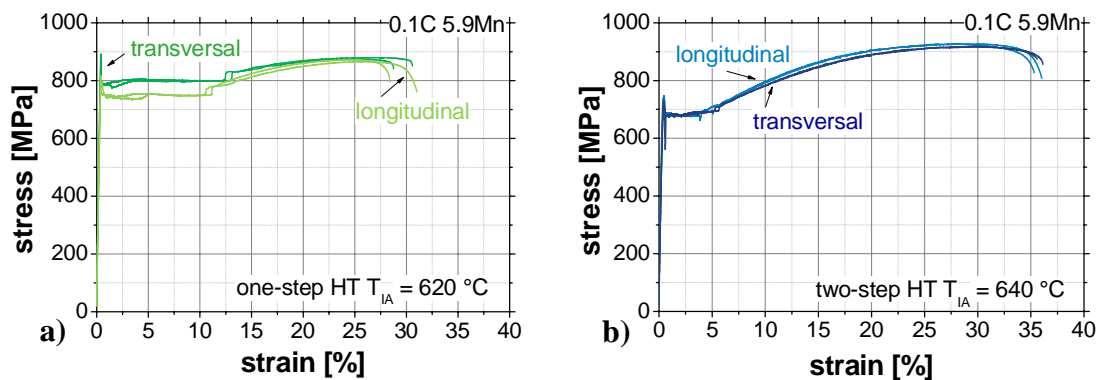 1000
800
600
400
200
0
stress [MPa]
0.1C 5.9Mn
transversal
longitudinal
one-step HT T_IA = 620 °C
0 5 10 15 20 25 30 35 40
strain [%]
a)
1000
800
600
400
200
0
stress [MPa]
0.1C 5.9Mn
longitudinal
transversal
two-step HT T_IA = 640 °C
0 5 10 15 20 25 30 35 40
strain [%]
b)